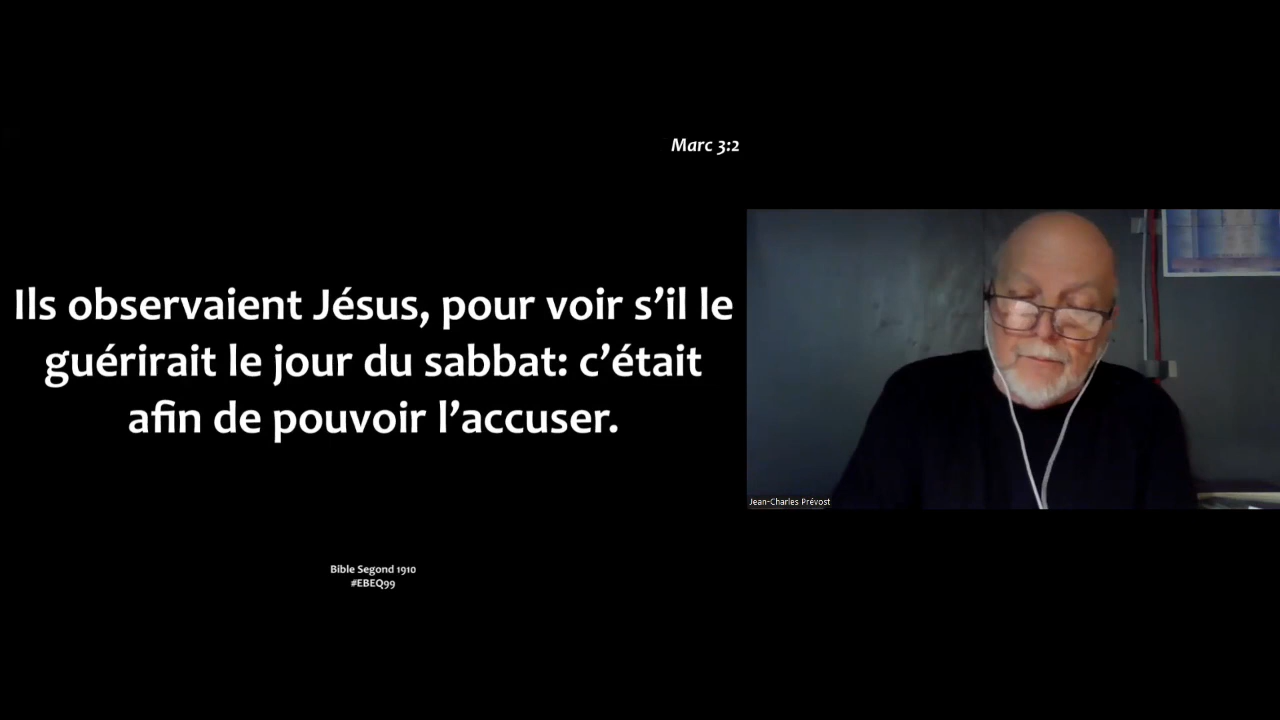 Marc 3:2
Ils observaient Jésus, pour voir s’il le
guérirait le jour du sabbat: c’était
afin de pouvoir l’accuser.
Jean-Charles Prévost
Bible Segond 1910
#EBEQ99